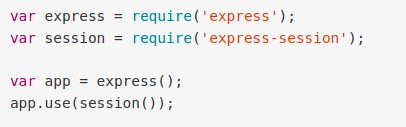 var express = require('express');
var session = require('express-session');
var app = express();
app.use(session());